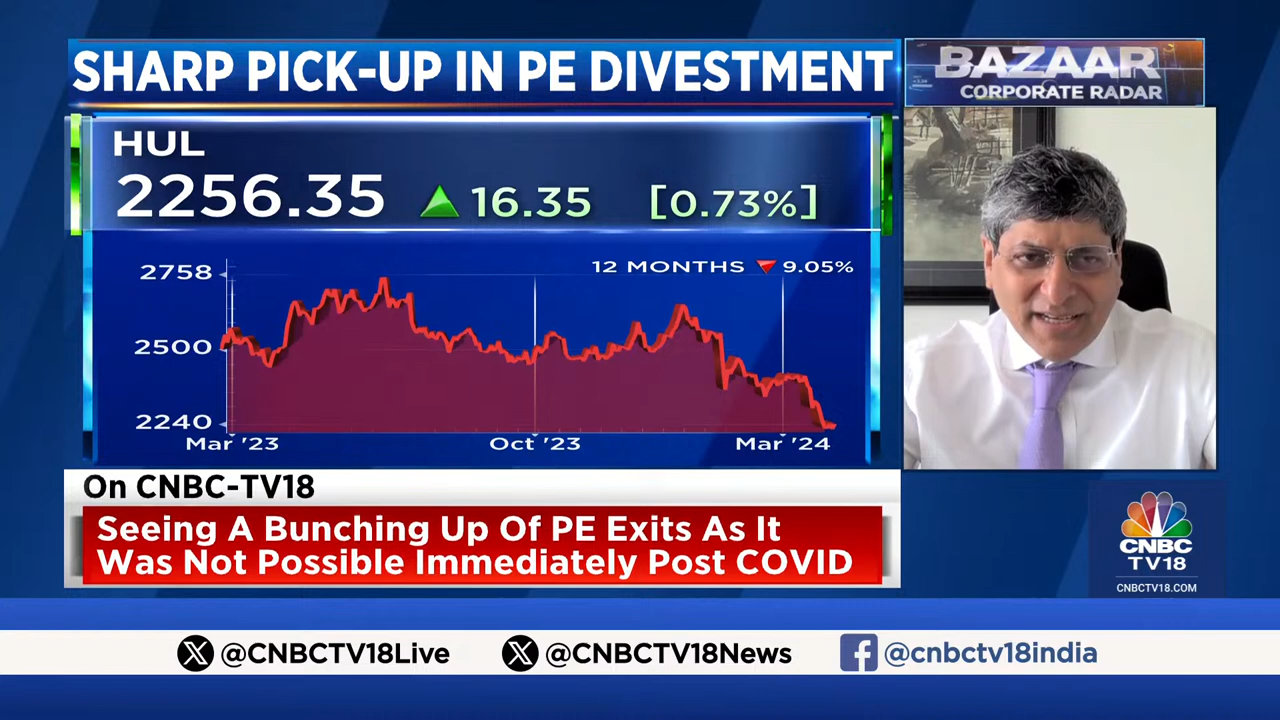 SHARP PICK-UP IN PE DIVESTMENT
BAZAAR
CORPORATE RADAR
HUL
2256.35 ▲ 16.35 [0.73%]
12 MONTHS ▼ 9.05%
2758
2500
2240
Mar '23 Oct '23 Mar '24
On CNBC-TV18
Seeing A Bunching Up Of PE Exits As It
Was Not Possible Immediately Post COVID
CNBC
TV18
CNBCTV18.COM
@CNBCTV18Live @CNBCTV18News @cnbctv18india